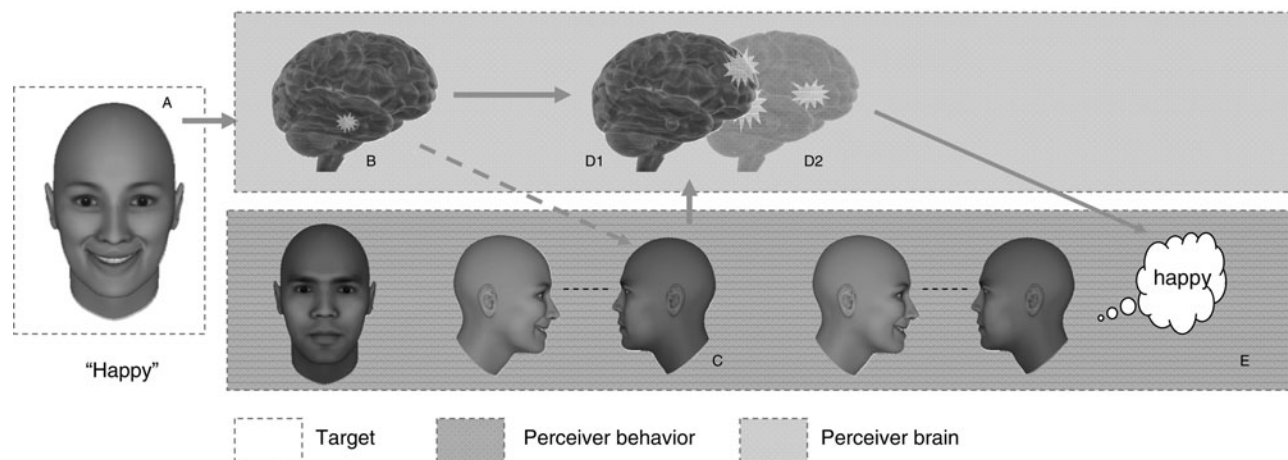 A
B
D1
D2
happy
C
E
“Happy”
Target
Perceiver behavior
Perceiver brain